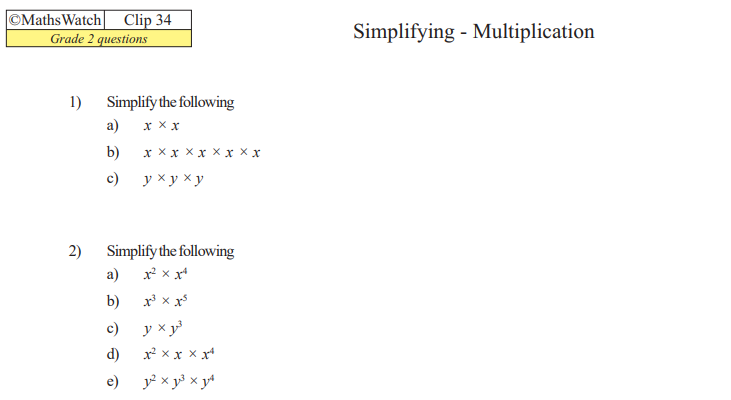 ©MathsWatch Clip 34
Grade 2 questions
Simplifying - Multiplication
1) Simplify the following
a) x × x
b) x × x × x × x × x
c) y × y × y
2) Simplify the following
a) x² × x⁴
b) x³ × x⁵
c) y × y³
d) x² × x × x⁴
e) y² × y³ × y⁴